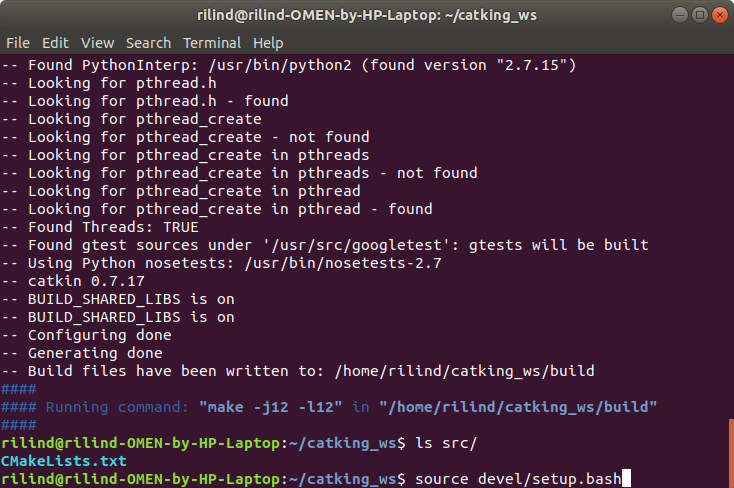 rilind@rilind-OMEN-by-HP-Laptop: ~/catking_ws
File Edit View Search Terminal Help
-- Found PythonInterp: /usr/bin/python2 (found version "2.7.15")
-- Looking for pthread.h
-- Looking for pthread.h - found
-- Looking for pthread_create
-- Looking for pthread_create - not found
-- Looking for pthread_create in pthreads
-- Looking for pthread_create in pthreads - not found
-- Looking for pthread_create in pthread
-- Looking for pthread_create in pthread - found
-- Found Threads: TRUE
-- Found gtest sources under '/usr/src/googletest': gtests will be built
-- Using Python nosetests: /usr/bin/nosetests-2.7
-- catkin 0.7.17
-- BUILD_SHARED_LIBS is on
-- BUILD_SHARED_LIBS is on
-- Configuring done
-- Generating done
-- Build files have been written to: /home/rilind/catking_ws/build
####
#### Running command: "make -j12 -l12" in "/home/rilind/catking_ws/build"
####
rilind@rilind-OMEN-by-HP-Laptop:~/catking_ws$ ls src/
CMakeLists.txt
rilind@rilind-OMEN-by-HP-Laptop:~/catking_ws$ source devel/setup.bash